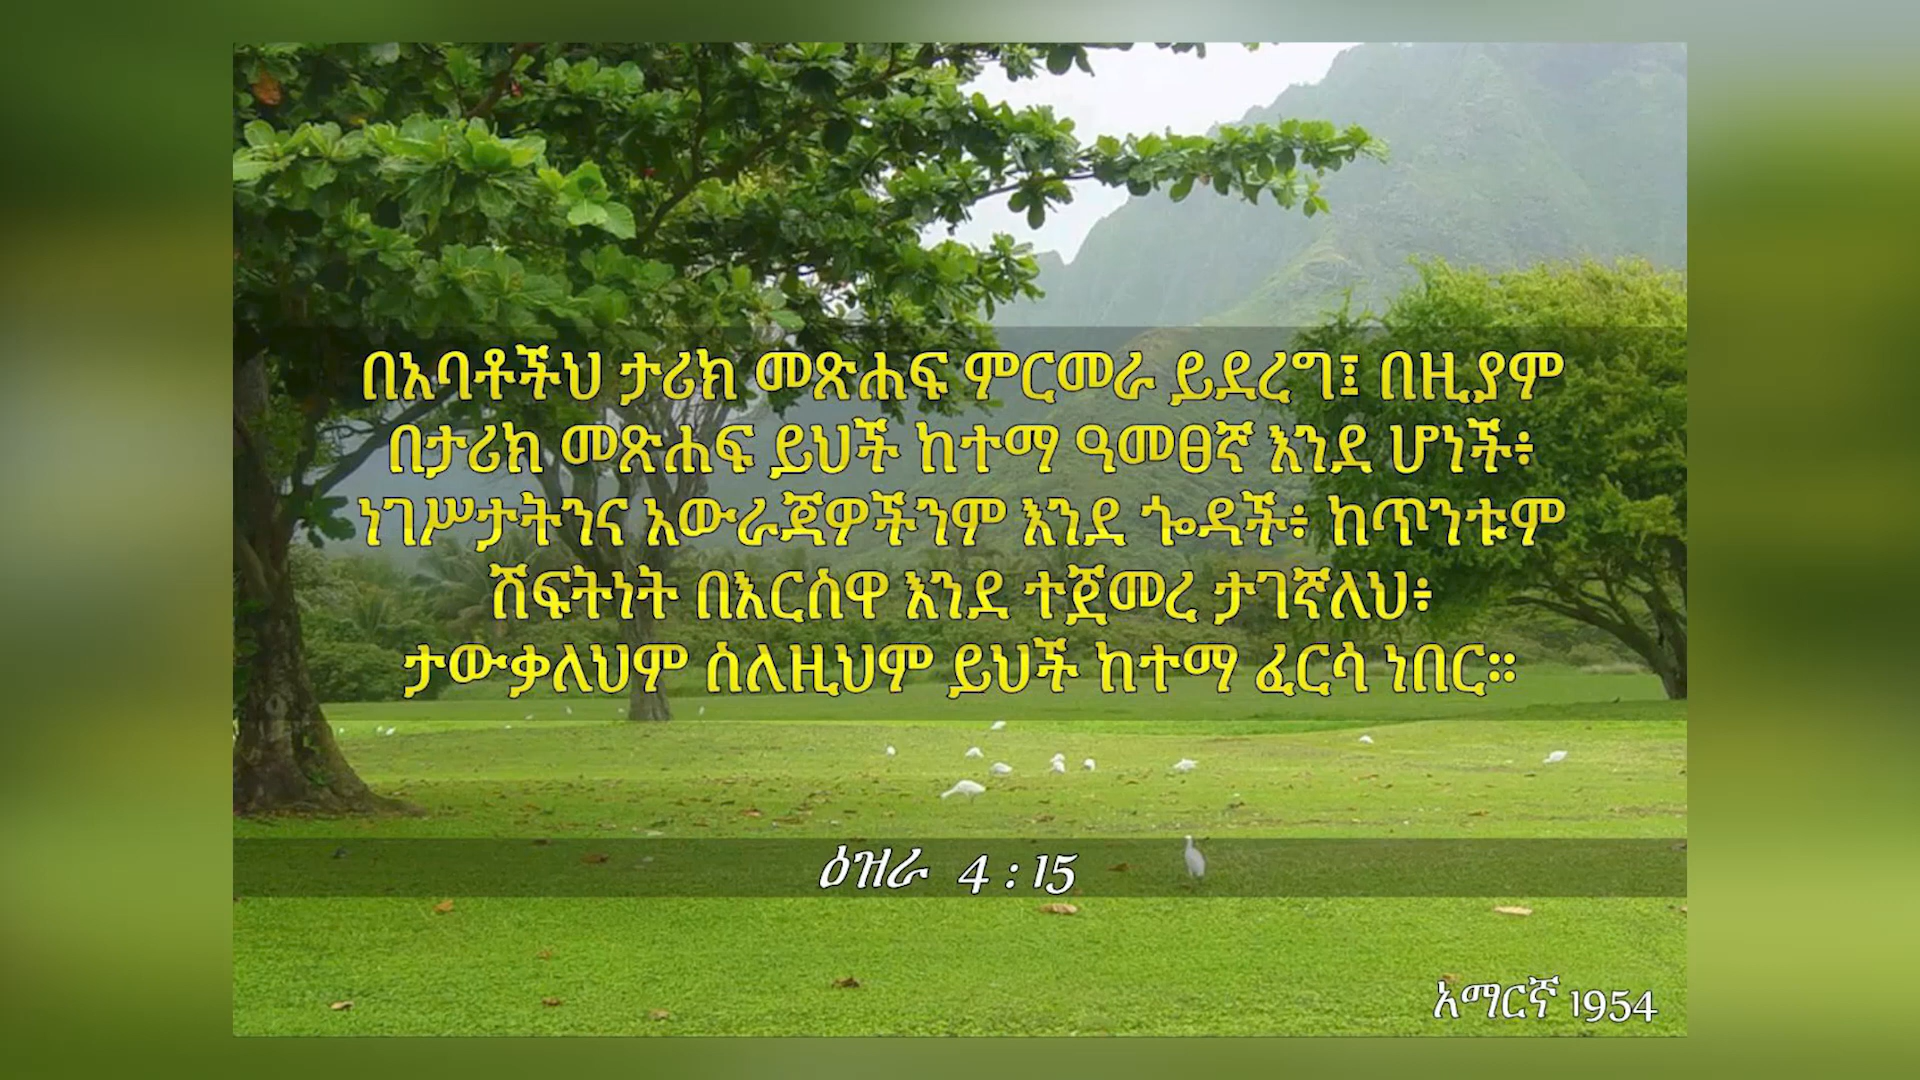 በአባቶችህ ታሪክ መጽሐፍ ምርመራ ይደረግ፤ በዚያም
በታሪክ መጽሐፍ ይህች ከተማ ዓመፀኛ እንደ ሆነች፥
ነገሥታትንና አውራጃዎችንም እንደ ጐዳች፥ ከጥንቱም
ሽፍትነት በእርስዋ እንደ ተጀመረ ታገኛለህ፥
ታውቃለህም ስለዚህም ይህች ከተማ ፈርሳ ነበር።
ዕዝራ 4 : 15
አማርኛ 1954